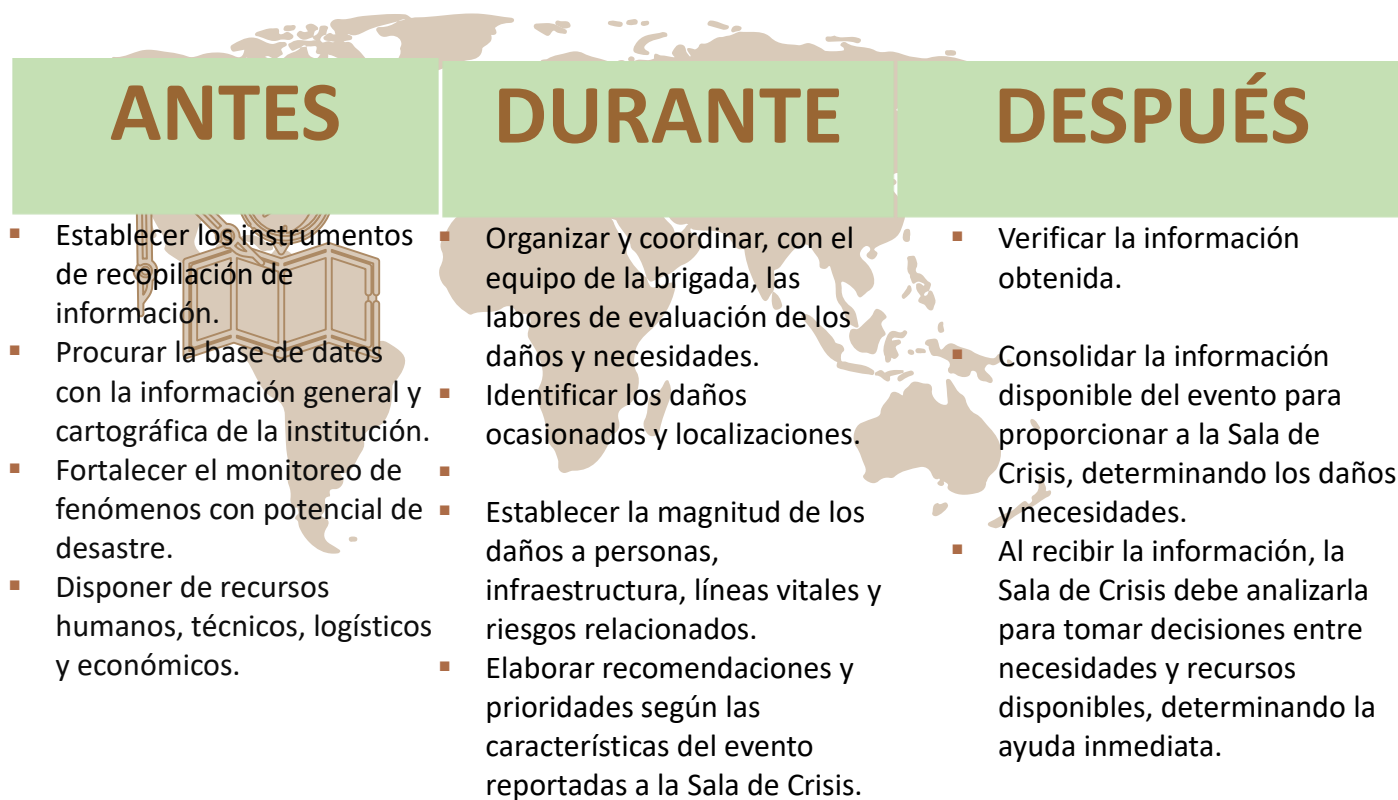 ANTES
▪ Establecer los instrumentos
de recopilación de
información.
▪ Procurar la base de datos
con la información general y
cartográfica de la institución.
▪ Fortalecer el monitoreo de
fenómenos con potencial de
desastre.
▪ Disponer de recursos
humanos, técnicos, logísticos
y económicos.
DURANTE
▪ Organizar y coordinar, con el
equipo de la brigada, las
labores de evaluación de los
daños y necesidades.
▪ Identificar los daños
ocasionados y localizaciones.
▪
▪ Establecer la magnitud de los
daños a personas,
infraestructura, líneas vitales y
riesgos relacionados.
▪ Elaborar recomendaciones y
prioridades según las
características del evento
reportadas a la Sala de Crisis.
DESPUÉS
▪ Verificar la información
obtenida.
▪ Consolidar la información
disponible del evento para
proporcionar a la Sala de
Crisis, determinando los daños
y necesidades.
▪ Al recibir la información, la
Sala de Crisis debe analizarla
para tomar decisiones entre
necesidades y recursos
disponibles, determinando la
ayuda inmediata.